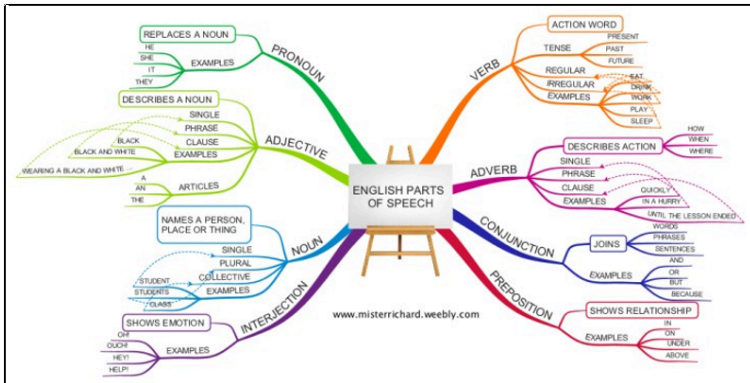 ENGLISH PARTS
OF SPEECH
www.misterrichard.weebly.com
PRONOUN
REPLACES A NOUN
EXAMPLES
HE
SHE
IT
THEY
ADJECTIVE
DESCRIBES A NOUN
SINGLE
PHRASE
CLAUSE
EXAMPLES
BLACK
BLACK AND WHITE
WEARING A BLACK AND WHITE ...
ARTICLES
A
AN
THE
NOUN
NAMES A PERSON,
PLACE OR THING
SINGLE
PLURAL
COLLECTIVE
EXAMPLES
STUDENT
STUDENTS
CLASS
INTERJECTION
SHOWS EMOTION
EXAMPLES
OH!
OUCH!
HEY!
HELP!
VERB
ACTION WORD
TENSE
PRESENT
PAST
FUTURE
REGULAR
IRREGULAR
EXAMPLES
EAT
DRINK
WORK
PLAY
SLEEP
ADVERB
DESCRIBES ACTION
HOW
WHEN
WHERE
SINGLE
PHRASE
CLAUSE
EXAMPLES
QUICKLY
IN A HURRY
UNTIL THE LESSON ENDED
CONJUNCTION
JOINS
WORDS
PHRASES
SENTENCES
EXAMPLES
AND
OR
BUT
BECAUSE
PREPOSITION
SHOWS RELATIONSHIP
EXAMPLES
IN
ON
UNDER
ABOVE